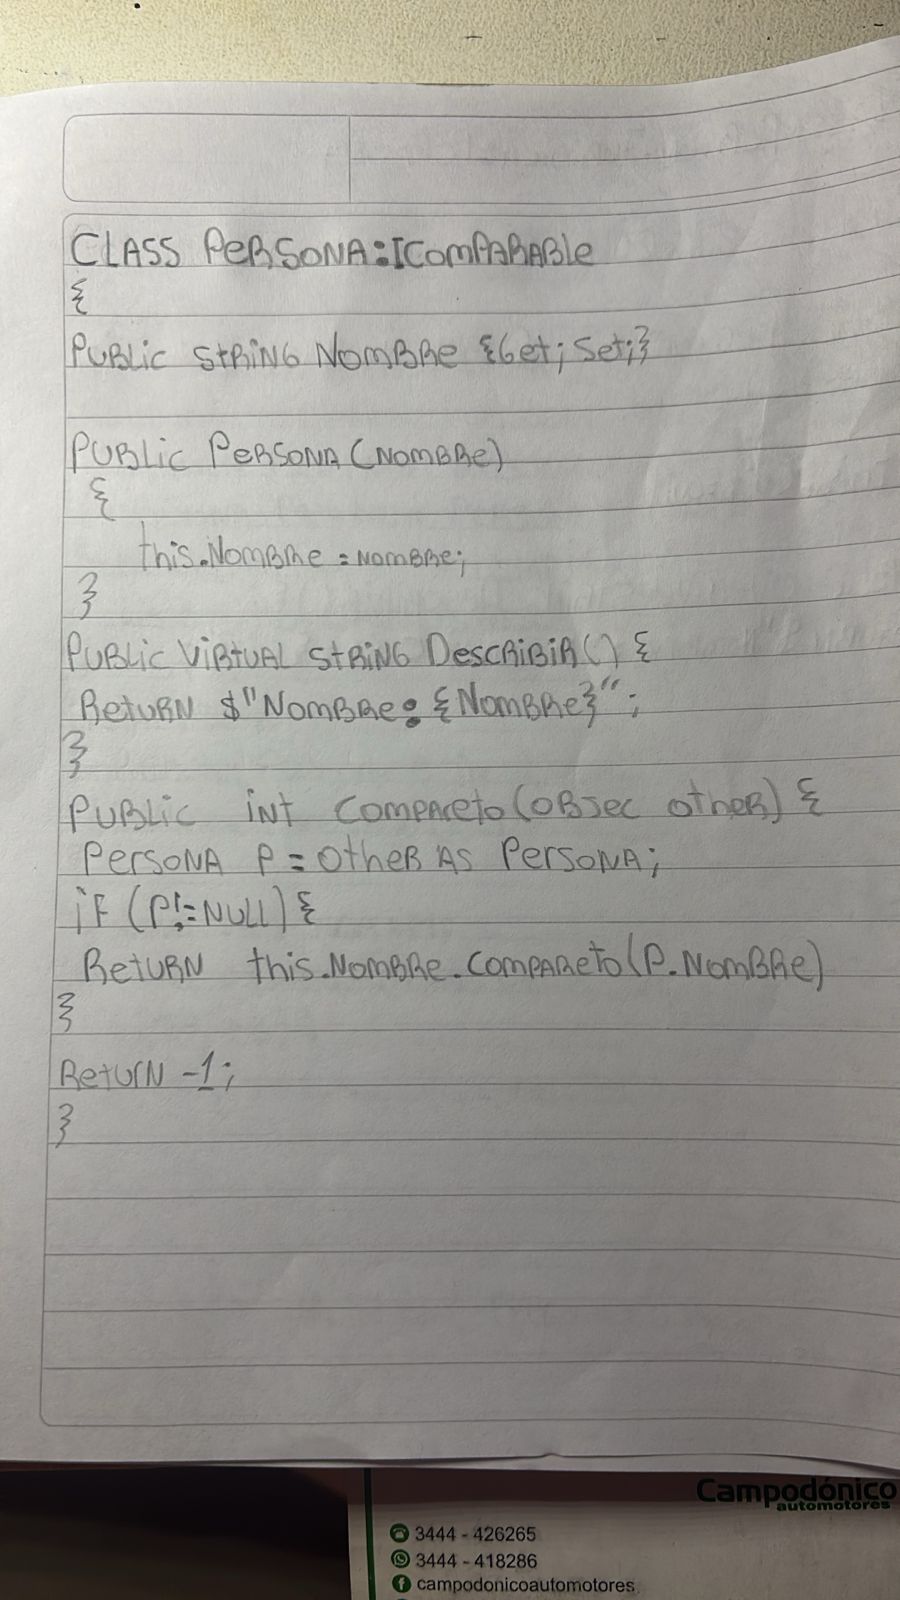 CLASS PERSONA:ICOMPARABle
{
PUBLic StRiNG NOMBRe {Get; Set;}
PUBLic PeRSONA (NOMBRe)
{
this.NOMBRe = NOMBRe;
}
PUBLic ViRtUAL StRiNG DescRiBiR() {
RetURN $"NOMBRe: {NOMBRe}";
}
PUBLic iNt COMPAReto(OBJec otheR) {
PeRSONA P = OtheR AS PeRSONA;
iF (P!=NULL) {
RetURN this.NOMBRe.COMPAReto(P.NOMBRe)
}
RetURN -1;
}
Campodónico
automotores
3444 - 426265
3444 - 418286
campodonicoautomotores